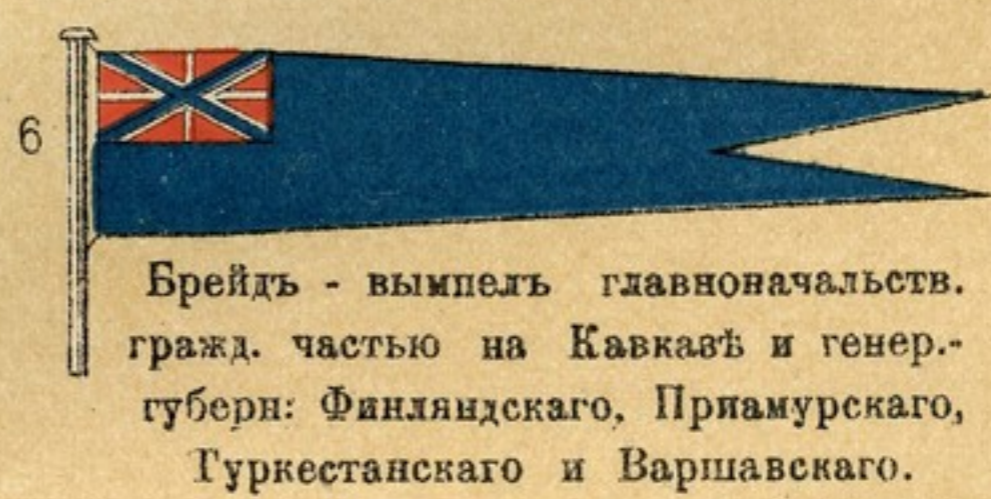 6
Брейдъ - вымпелъ главноначальств.
гражд. частью на Кавказѣ и генер.-
губерн: Финляндскаго, Приамурскаго,
Туркестанскаго и Варшавскаго.